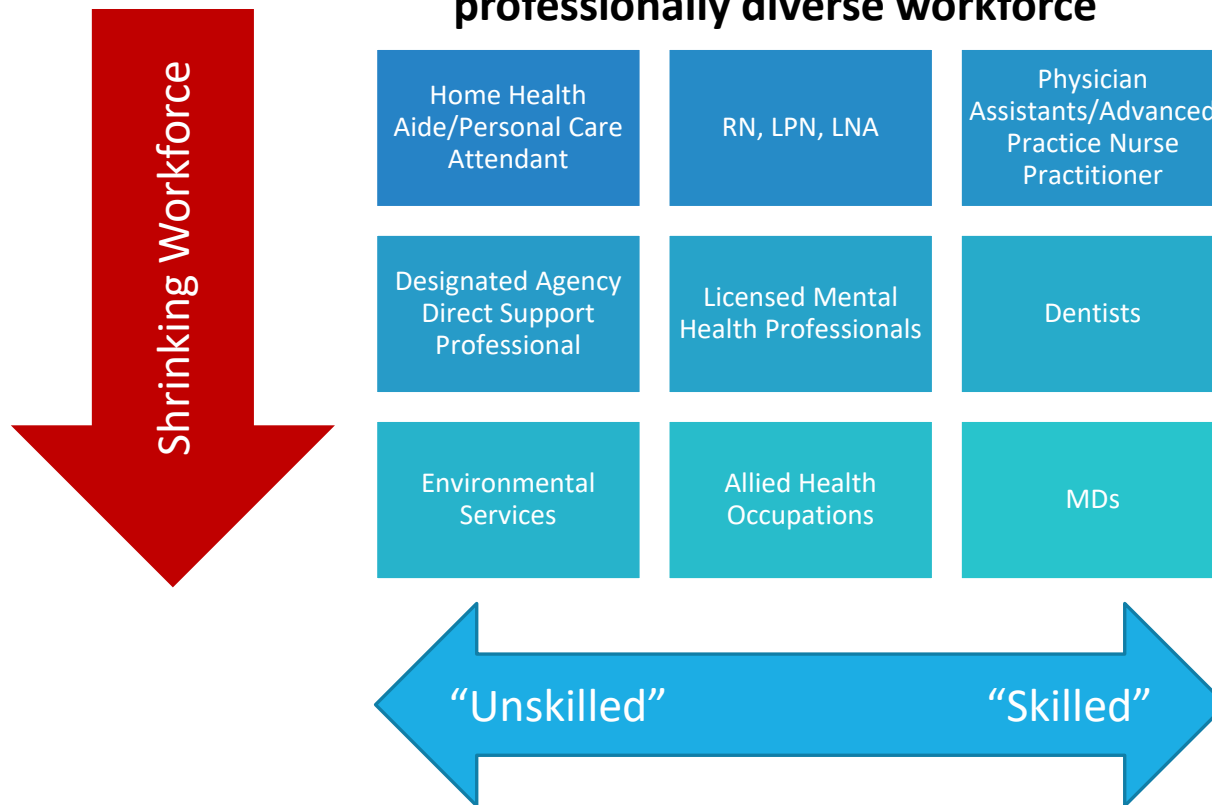 professionally diverse workforce
Shrinking Workforce
Home Health
Aide/Personal Care
Attendant
RN, LPN, LNA
Physician
Assistants/Advanced
Practice Nurse
Practitioner
Designated Agency
Direct Support
Professional
Licensed Mental
Health Professionals
Dentists
Environmental
Services
Allied Health
Occupations
MDs
“Unskilled”
“Skilled”